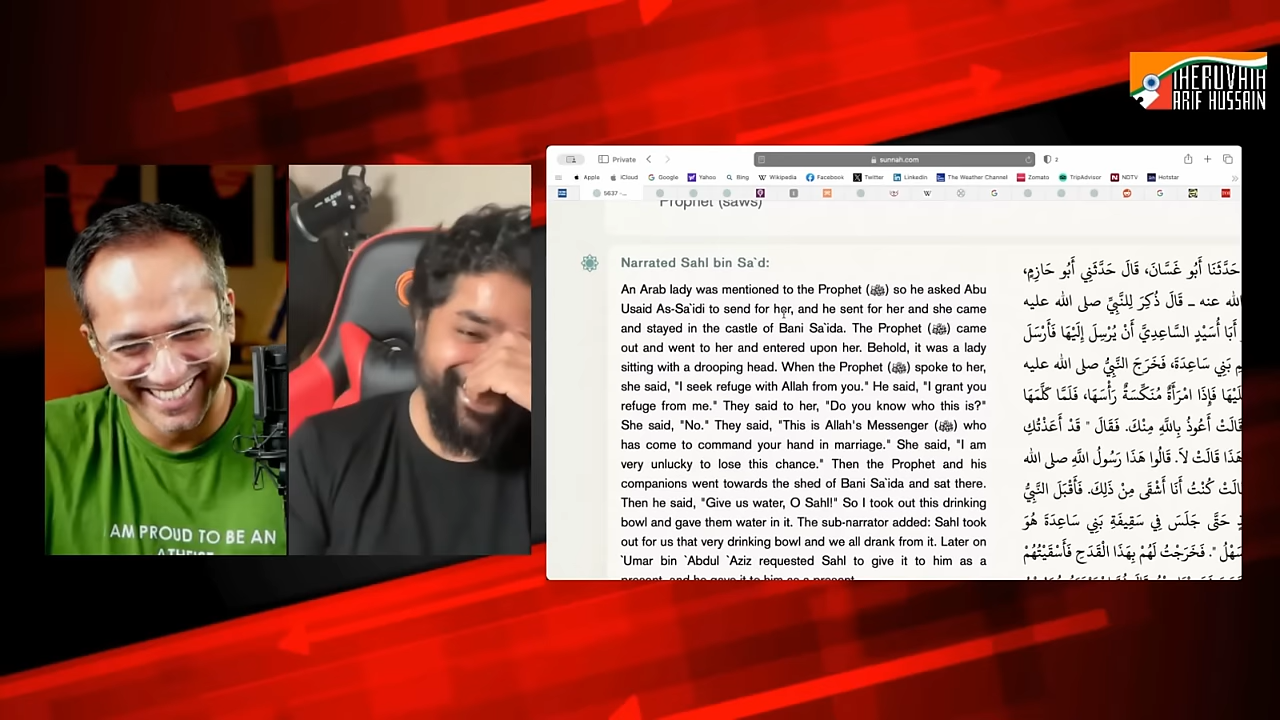 THERUVATH
ARIF HUSSAIN
AM PROUD TO BE AN
Private
sunnah.com
2
Apple iCloud Google Yahoo Bing Wikipedia Facebook Twitter LinkedIn The Weather Channel Zomato TripAdvisor NDTV Hotstar
5637 -...
Prophet (saws)
Narrated Sahl bin Sa`d:
An Arab lady was mentioned to the Prophet (ﷺ) so he asked Abu
Usaid As-Sa`idi to send for her, and he sent for her and she came
and stayed in the castle of Bani Sa`ida. The Prophet (ﷺ) came
out and went to her and entered upon her. Behold, it was a lady
sitting with a drooping head. When the Prophet (ﷺ) spoke to her,
she said, "I seek refuge with Allah from you." He said, "I grant you
refuge from me." They said to her, "Do you know who this is?"
She said, "No." They said, "This is Allah's Messenger (ﷺ) who
has come to command your hand in marriage." She said, "I am
very unlucky to lose this chance." Then the Prophet and his
companions went towards the shed of Bani Sa`ida and sat there.
Then he said, "Give us water, O Sahl!" So I took out this drinking
bowl and gave them water in it. The sub-narrator added: Sahl took
out for us that very drinking bowl and we all drank from it. Later on
`Umar bin `Abdul `Aziz requested Sahl to give it to him as a
present, and he gave it to him as a present.
حَدَّثَنَا أَبُو غَسَّانَ، قَالَ حَدَّثَنِي أَبُو حَازِمٍ،
الله عنه ـ قَالَ ذُكِرَ لِلنَّبِيِّ صلى الله عليه
أَبَا أُسَيْدٍ السَّاعِدِيَّ أَنْ يُرْسِلَ إِلَيْهَا فَأَرْسَلَ
بَنِي سَاعِدَةَ، فَخَرَجَ النَّبِيُّ صلى الله عليه
فَإِذَا امْرَأَةٌ مُنَكِّسَةٌ رَأْسَهَا، فَلَمَّا كَلَّمَهَا
قَالَتْ أَعُوذُ بِاللَّهِ مِنْكَ. فَقَالَ " قَدْ أَعَذْتُكِ
هَذَا قَالَتْ لاَ. قَالُوا هَذَا رَسُولُ اللَّهِ صلى الله
كُنْتُ أَنَا أَشْقَى مِنْ ذَلِكَ. فَأَقْبَلَ النَّبِيُّ
حَتَّى جَلَسَ فِي سَقِيفَةِ بَنِي سَاعِدَةَ هُوَ
". فَخَرَجْتُ لَهُمْ بِهَذَا الْقَدَحِ فَأَسْقَيْتُهُمْ